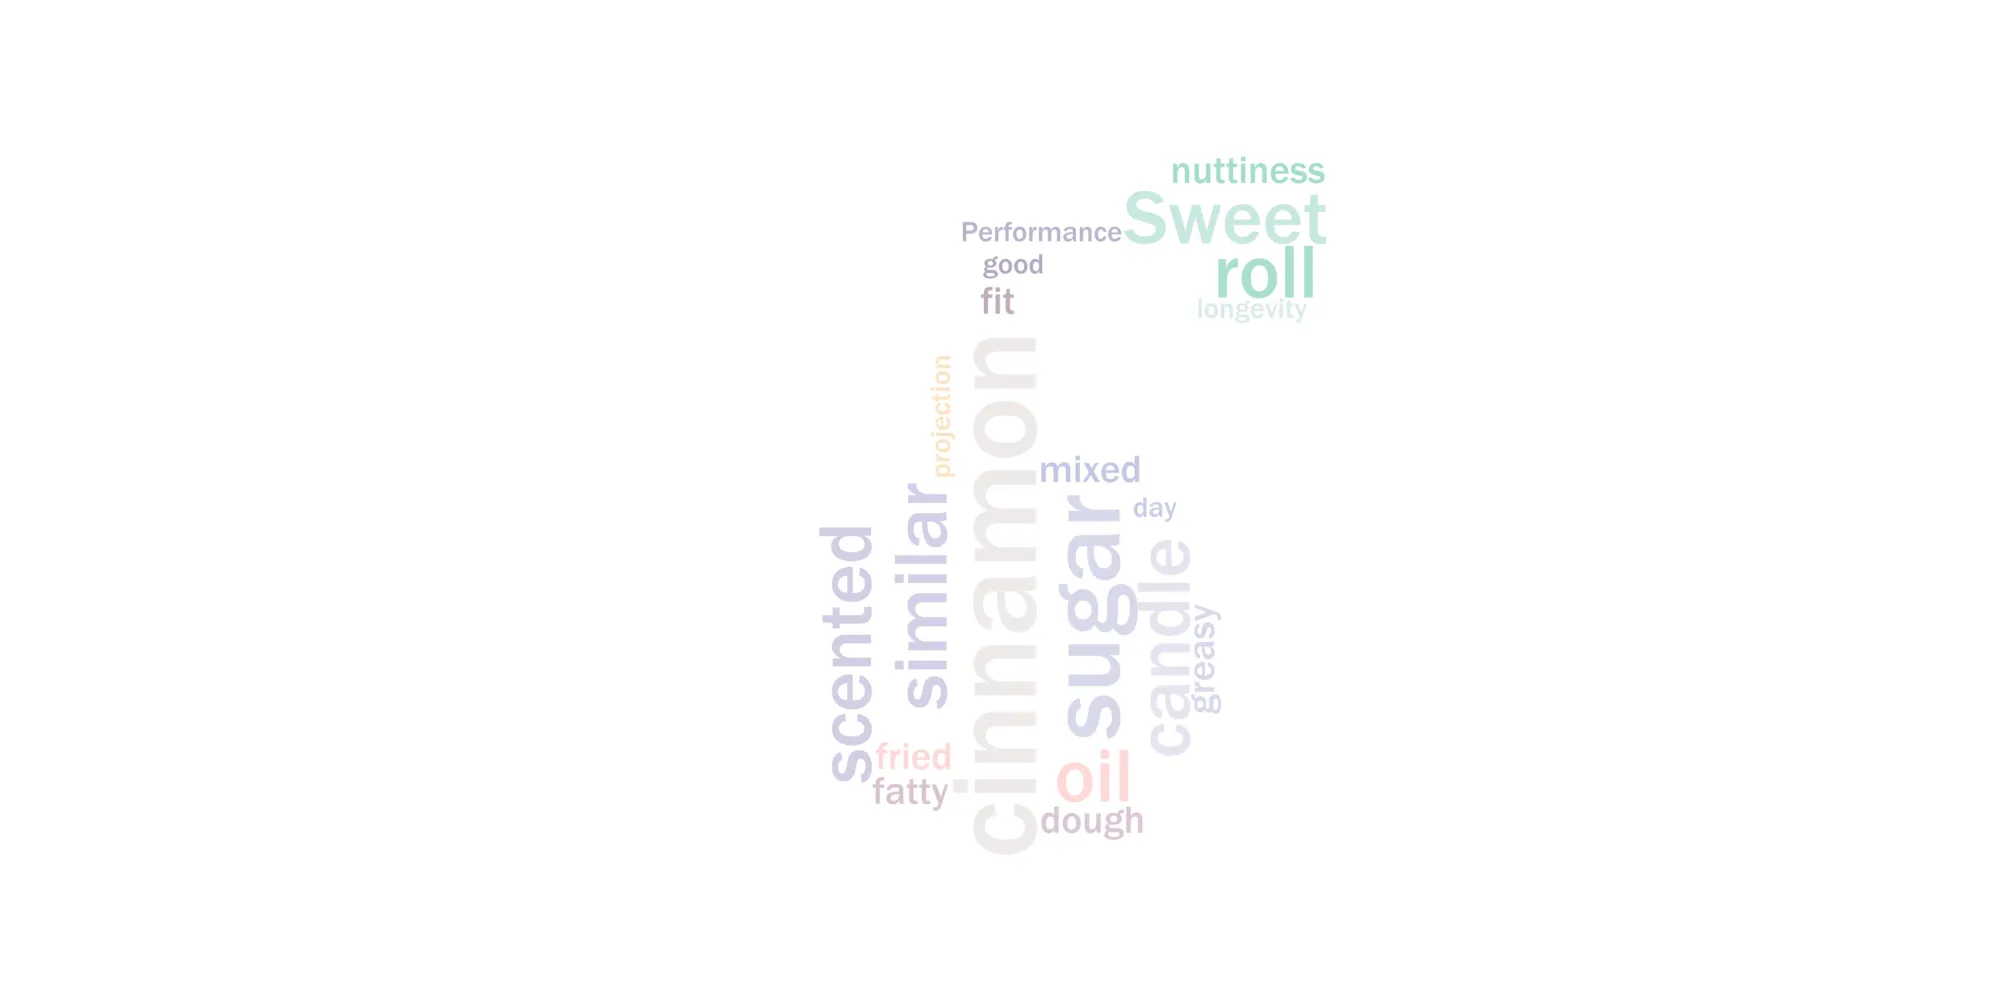 nuttiness
Sweet
Performance
roll
good
fit
longevity
projection
cinnamon
mixed
similar
sugar
day
scented
candle
greasy
fried
oil
fatty
dough